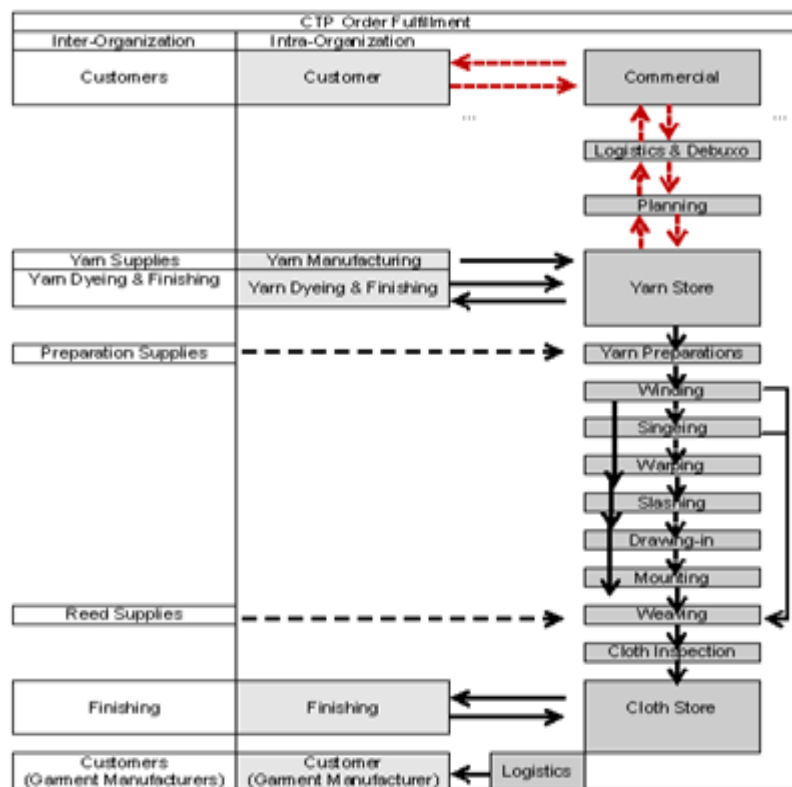 CTP Order Fulfillment
Inter-Organization Intra-Organization
Customers Customer Commercial
... ...
Logistics & Debuxo
Planning
Yarn Supplies Yarn Manufacturing
Yarn Dyeing & Finishing Yarn Dyeing & Finishing Yarn Store
Preparation Supplies Yarn Preparations
Winding
Singeing
Warping
Slashing
Drawing-in
Mounting
Reed Supplies Weaving
Cloth Inspection
Finishing Finishing Cloth Store
Customers Customer
(Garment Manufacturers) (Garment Manufacturer) Logistics